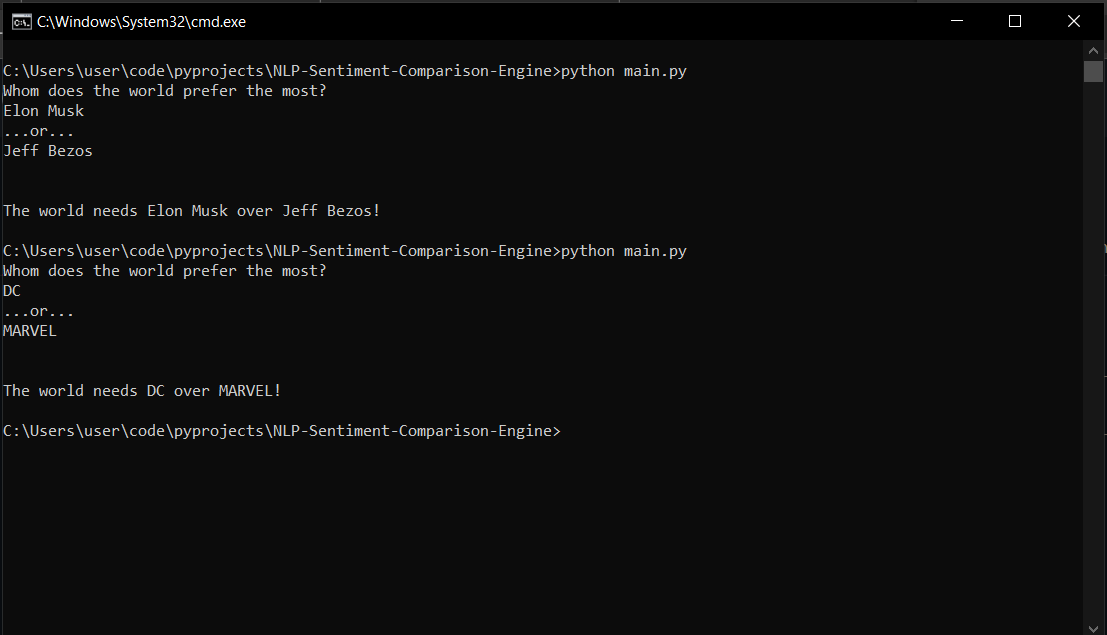 C:\Windows\System32\cmd.exe
C:\Users\user\code\pyprojects\NLP-Sentiment-Comparison-Engine>python main.py
Whom does the world prefer the most?
Elon Musk
...or...
Jeff Bezos
The world needs Elon Musk over Jeff Bezos!
C:\Users\user\code\pyprojects\NLP-Sentiment-Comparison-Engine>python main.py
Whom does the world prefer the most?
DC
...or...
MARVEL
The world needs DC over MARVEL!
C:\Users\user\code\pyprojects\NLP-Sentiment-Comparison-Engine>